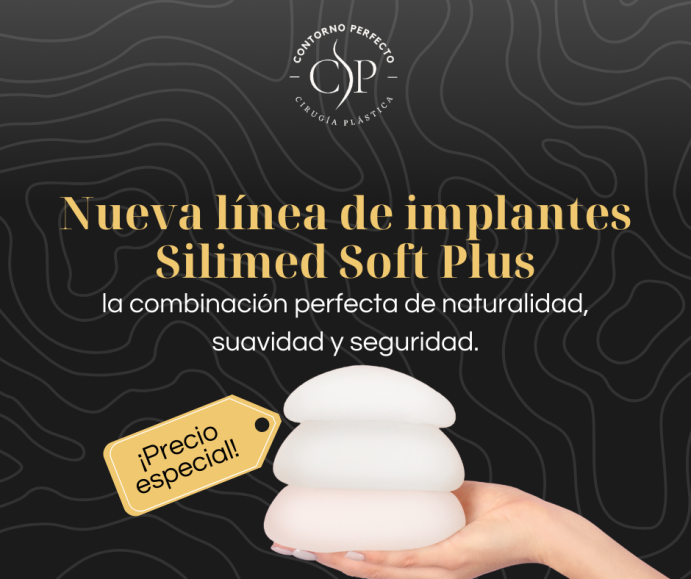 CONTORNO PERFECTO
CSP
CIRUGÍA PLÁSTICA
Nueva línea de implantes
Silimed Soft Plus
la combinación perfecta de naturalidad,
suavidad y seguridad.
¡Precio
especial!